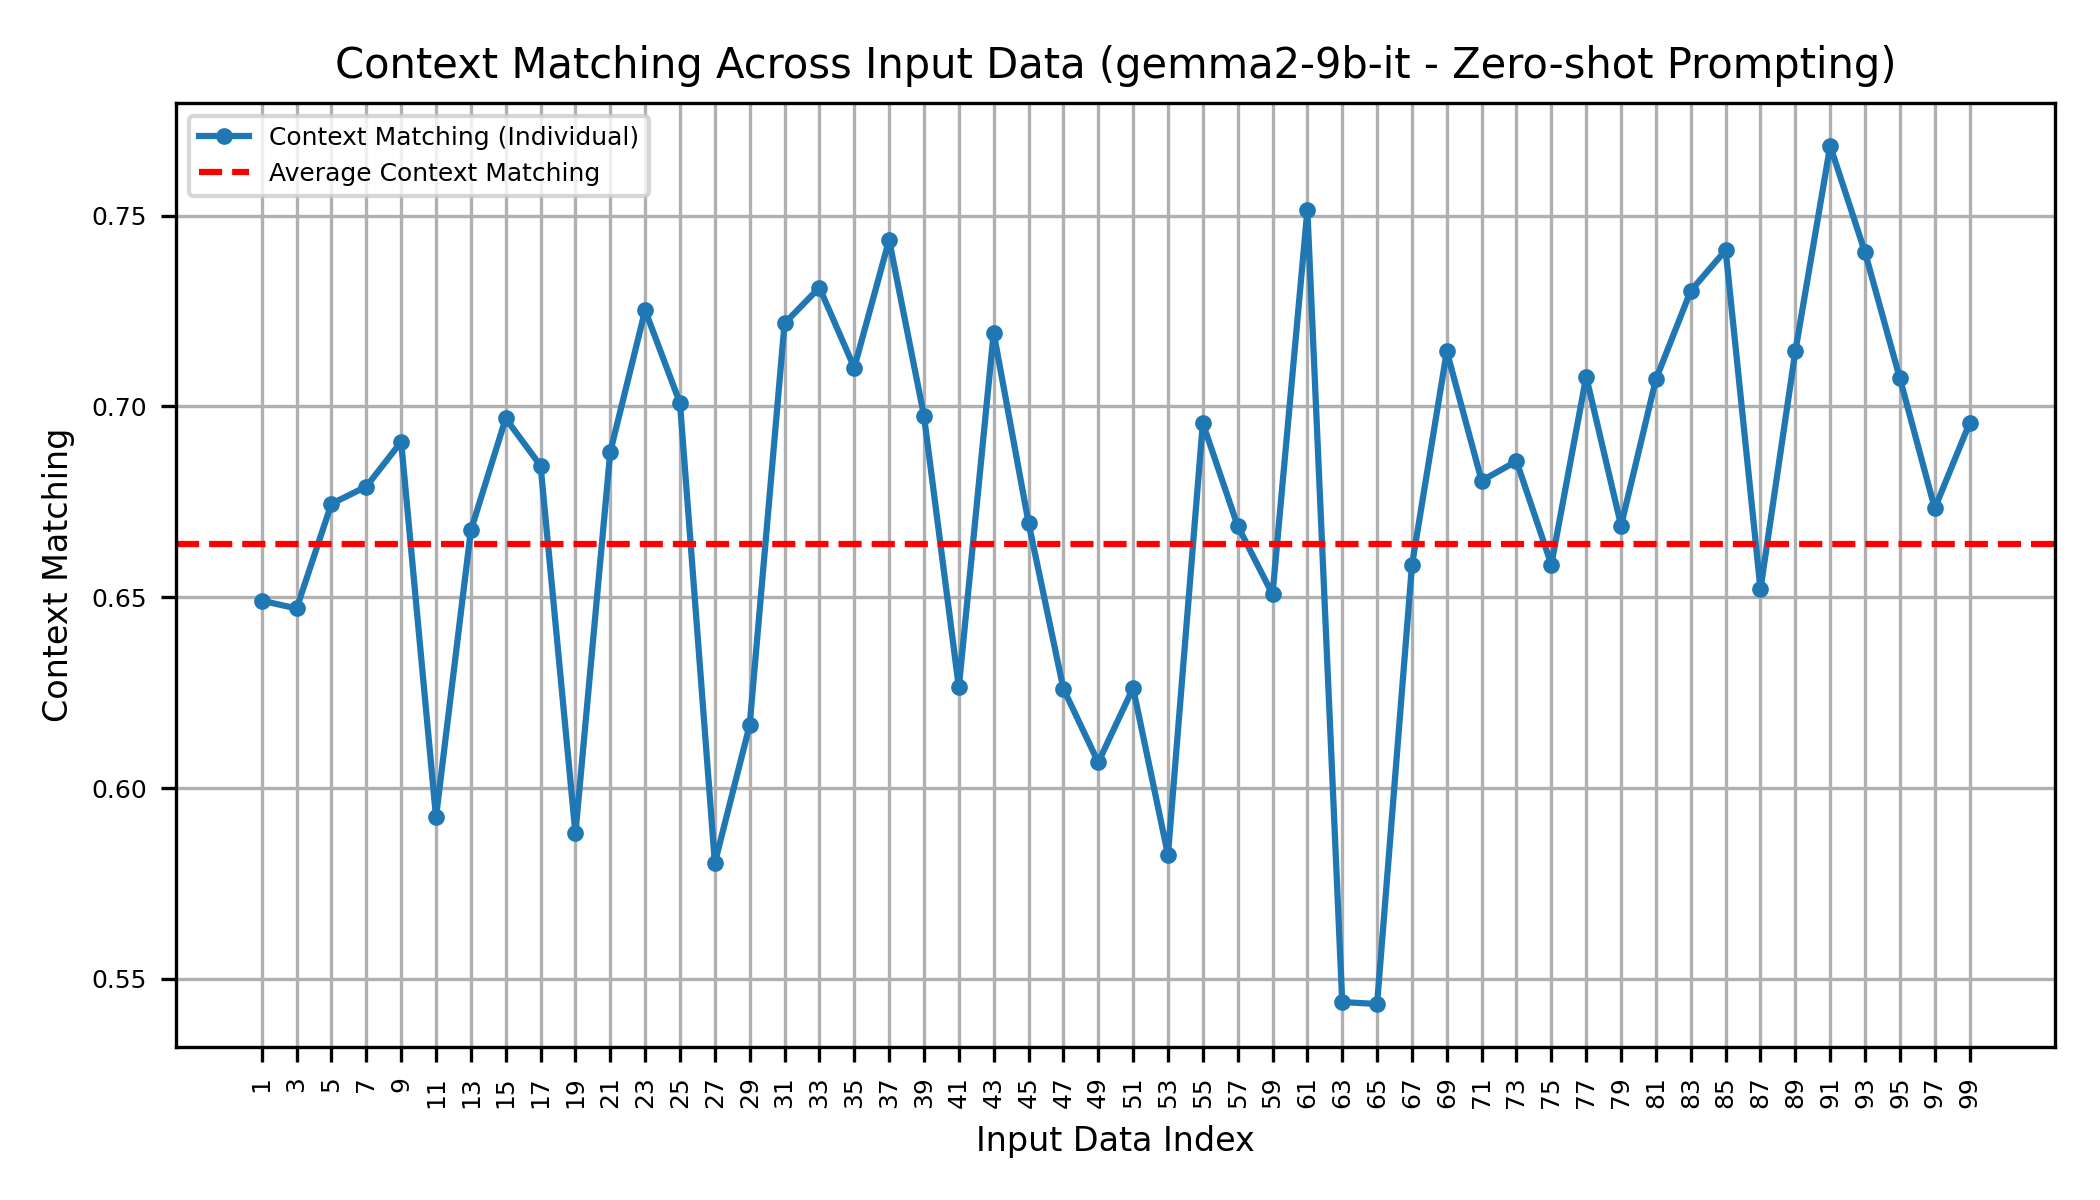 Context Matching Across Input Data (gemma2-9b-it - Zero-shot Prompting)
Context Matching (Individual)
Average Context Matching
Context Matching
0.75
0.70
0.65
0.60
0.55
1 3 5 7 9 11 13 15 17 19 21 23 25 27 29 31 33 35 37 39 41 43 45 47 49 51 53 55 57 59 61 63 65 67 69 71 73 75 77 79 81 83 85 87 89 91 93 95 97 99
Input Data Index